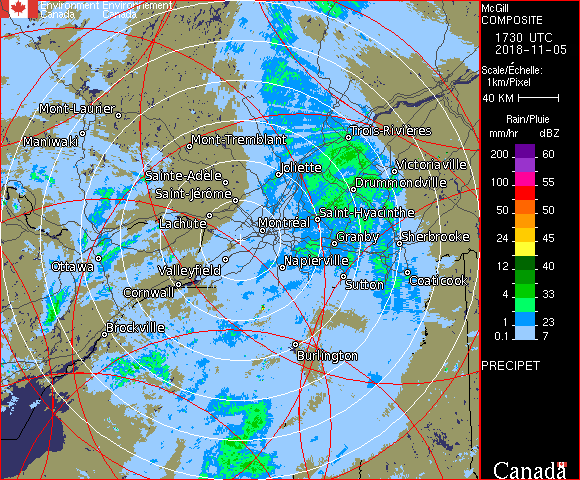 Environment Environnement
Canada Canada
McGill
COMPOSITE
1730 UTC
2018-11-05
Scale/Échelle:
1km/Pixel
40 KM
Rain/Pluie
mm/hr dBZ
200 60
100 55
50 50
24 45
12 40
4 33
1 23
0.1 7
PRECIPET
Canada
Mont-Laurier
Maniwaki
Mont-Tremblant
Trois-Rivières
Joliette
Victoriaville
Sainte-Adèle
Drummondville
Saint-Jérôme
Saint-Hyacinthe
Lachute
Montréal
Granby
Sherbrooke
Ottawa
Valleyfield
Napierville
Sutton
Coaticook
Cornwall
Brockville
Burlington